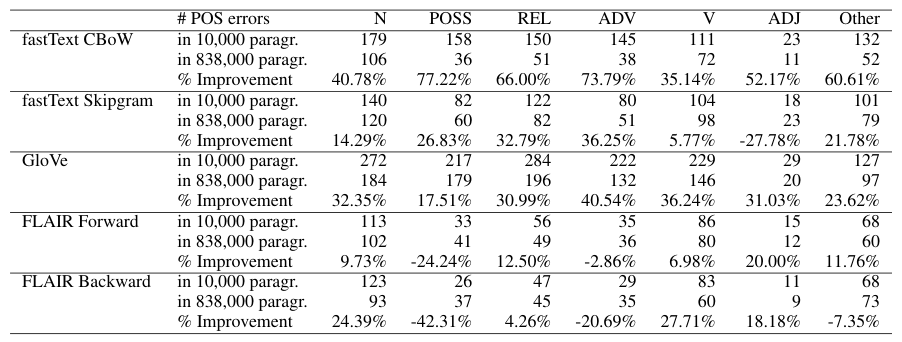 # POS errors N POSS REL ADV V ADJ Other
fastText CBoW in 10,000 paragr. 179 158 150 145 111 23 132
in 838,000 paragr. 106 36 51 38 72 11 52
% Improvement 40.78% 77.22% 66.00% 73.79% 35.14% 52.17% 60.61%
fastText Skipgram in 10,000 paragr. 140 82 122 80 104 18 101
in 838,000 paragr. 120 60 82 51 98 23 79
% Improvement 14.29% 26.83% 32.79% 36.25% 5.77% -27.78% 21.78%
GloVe in 10,000 paragr. 272 217 284 222 229 29 127
in 838,000 paragr. 184 179 196 132 146 20 97
% Improvement 32.35% 17.51% 30.99% 40.54% 36.24% 31.03% 23.62%
FLAIR Forward in 10,000 paragr. 113 33 56 35 86 15 68
in 838,000 paragr. 102 41 49 36 80 12 60
% Improvement 9.73% -24.24% 12.50% -2.86% 6.98% 20.00% 11.76%
FLAIR Backward in 10,000 paragr. 123 26 47 29 83 11 68
in 838,000 paragr. 93 37 45 35 60 9 73
% Improvement 24.39% -42.31% 4.26% -20.69% 27.71% 18.18% -7.35%